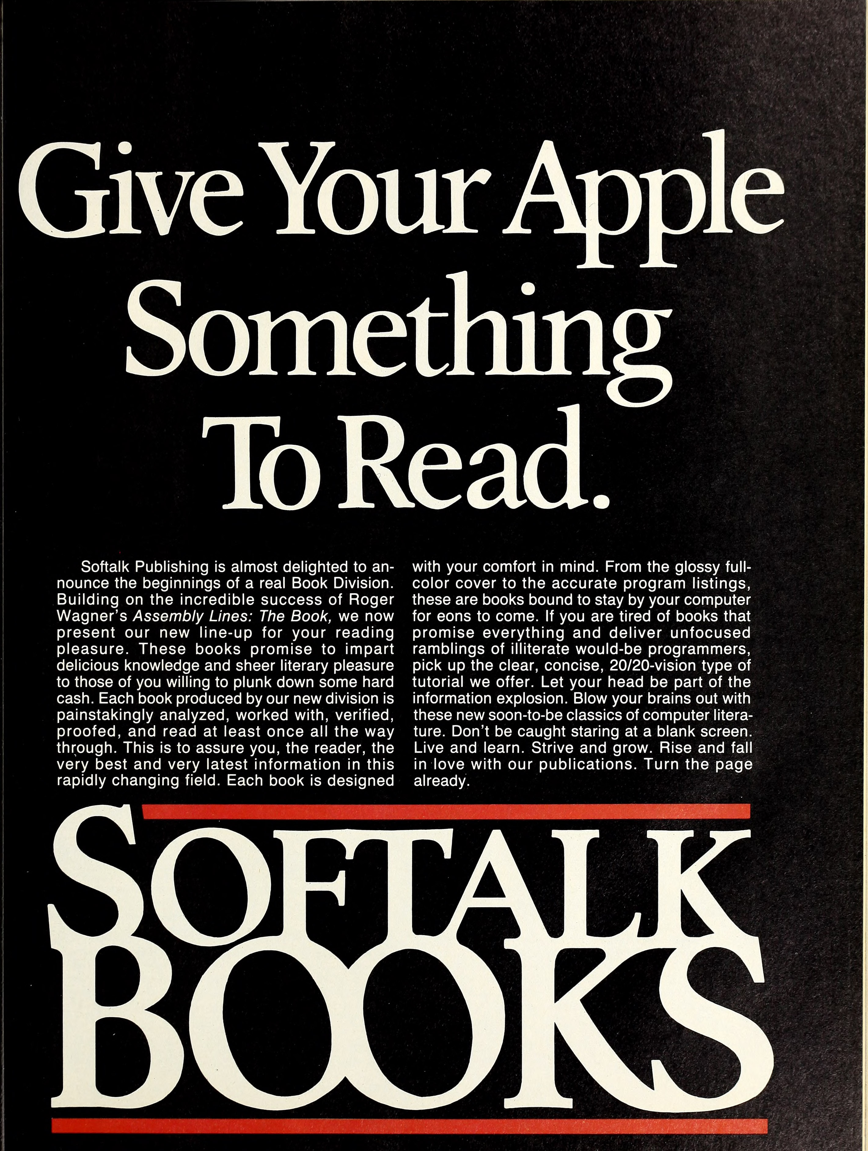 Give Your Apple
Something
To Read.
Softalk Publishing is almost delighted to an-
nounce the beginnings of a real Book Division.
Building on the incredible success of Roger
Wagner's Assembly Lines: The Book, we now
present our new line-up for your reading
pleasure. These books promise to impart
delicious knowledge and sheer literary pleasure
to those of you willing to plunk down some hard
cash. Each book produced by our new division is
painstakingly analyzed, worked with, verified,
proofed, and read at least once all the way
through. This is to assure you, the reader, the
very best and very latest information in this
rapidly changing field. Each book is designed
with your comfort in mind. From the glossy full-
color cover to the accurate program listings,
these are books bound to stay by your computer
for eons to come. If you are tired of books that
promise everything and deliver unfocused
ramblings of illiterate would-be programmers,
pick up the clear, concise, 20/20-vision type of
tutorial we offer. Let your head be part of the
information explosion. Blow your brains out with
these new soon-to-be classics of computer litera-
ture. Don't be caught staring at a blank screen.
Live and learn. Strive and grow. Rise and fall
in love with our publications. Turn the page
already.
SOFTALK
BOOKS